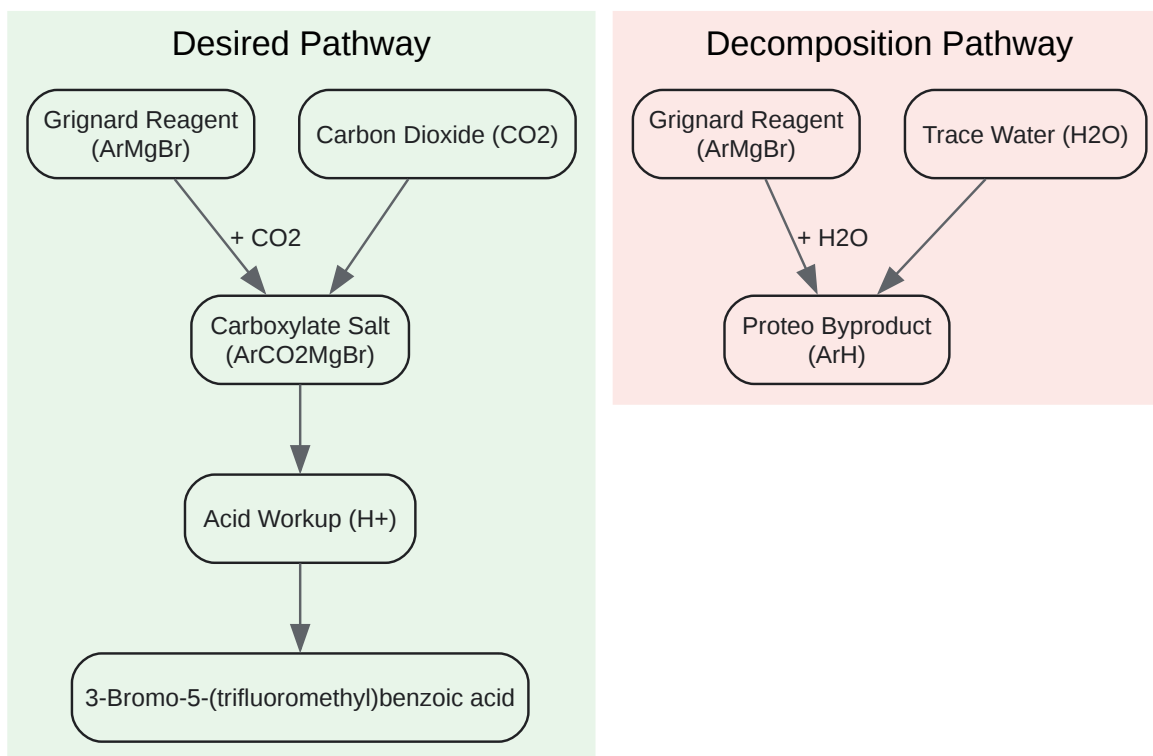 Desired Pathway
Grignard Reagent
(ArMgBr)
Carbon Dioxide (CO2)
+ CO2
Carboxylate Salt
(ArCO2MgBr)
Acid Workup (H+)
3-Bromo-5-(trifluoromethyl)benzoic acid
Decomposition Pathway
Grignard Reagent
(ArMgBr)
Trace Water (H2O)
+ H2O
Proteo Byproduct
(ArH)